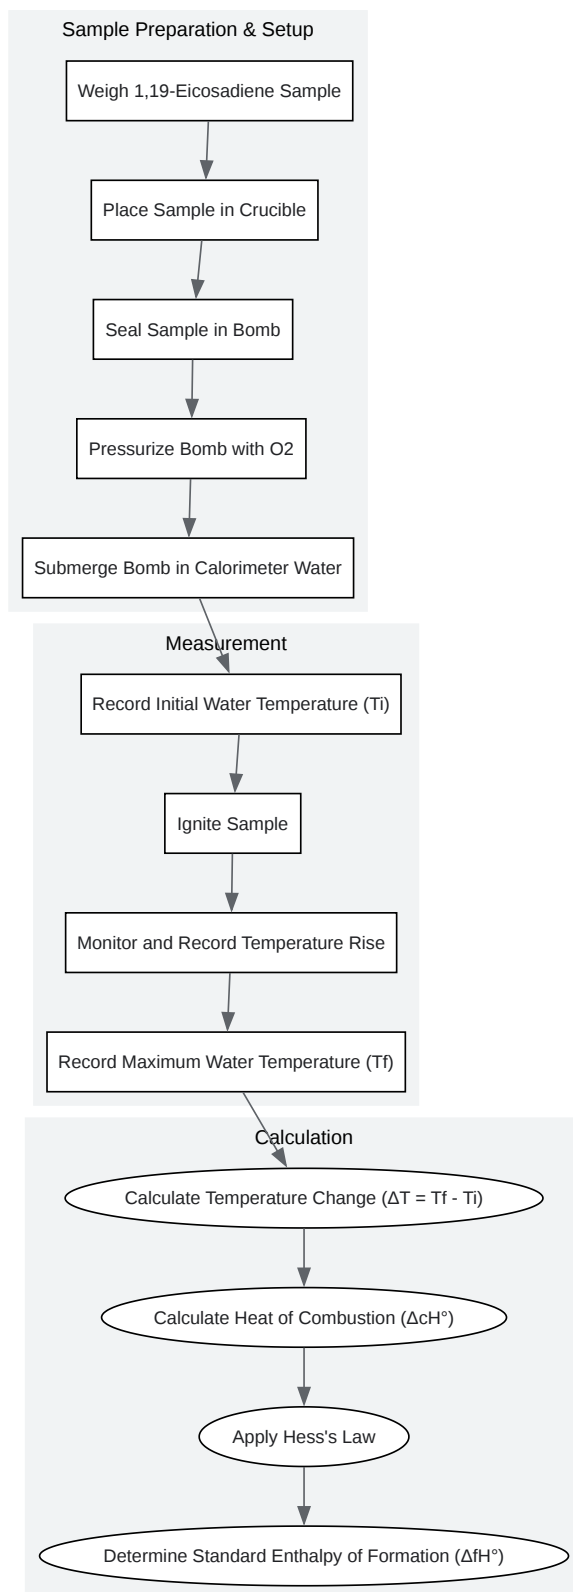 Sample Preparation & Setup
Weigh 1,19-Eicosadiene Sample
Place Sample in Crucible
Seal Sample in Bomb
Pressurize Bomb with O2
Submerge Bomb in Calorimeter Water
Measurement
Record Initial Water Temperature (Ti)
Ignite Sample
Monitor and Record Temperature Rise
Record Maximum Water Temperature (Tf)
Calculation
Calculate Temperature Change (ΔT = Tf - Ti)
Calculate Heat of Combustion (ΔcH°)
Apply Hess's Law
Determine Standard Enthalpy of Formation (ΔfH°)